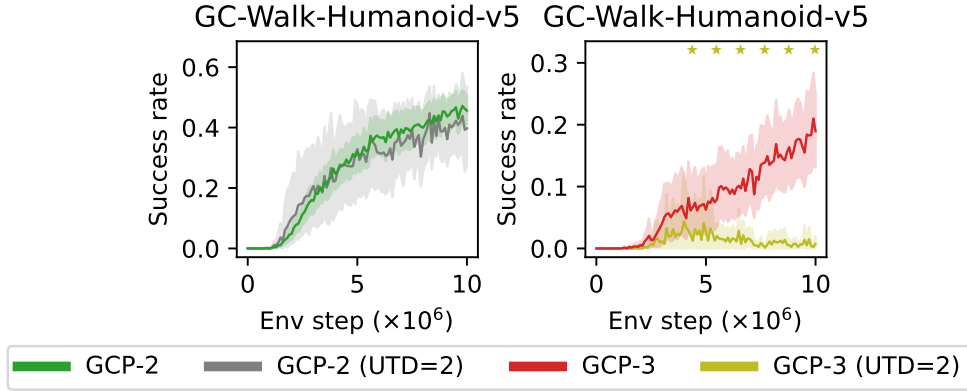 GC-Walk-Humanoid-v5 GC-Walk-Humanoid-v5
Success rate
0.6
0.4
0.2
0.0
0 5 10
Env step (×10⁶)
Success rate
0.3
0.2
0.1
0.0
0 5 10
Env step (×10⁶)
GCP-2 GCP-2 (UTD=2) GCP-3 GCP-3 (UTD=2)